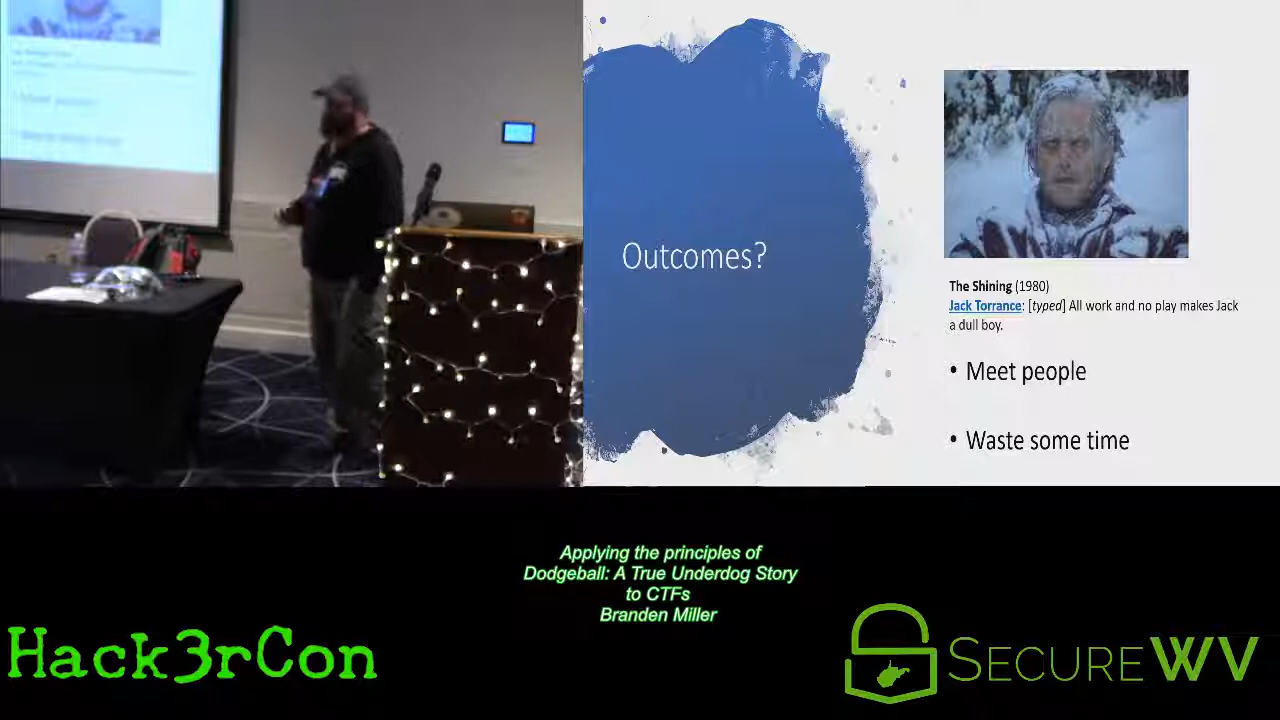 Outcomes?
The Shining (1980)
Jack Torrance: [typed] All work and no play makes Jack
a dull boy.
• Meet people
• Waste some time
Applying the principles of
Dodgeball: A True Underdog Story
to CTFs
Branden Miller
Hack3rCon
SECUREWV